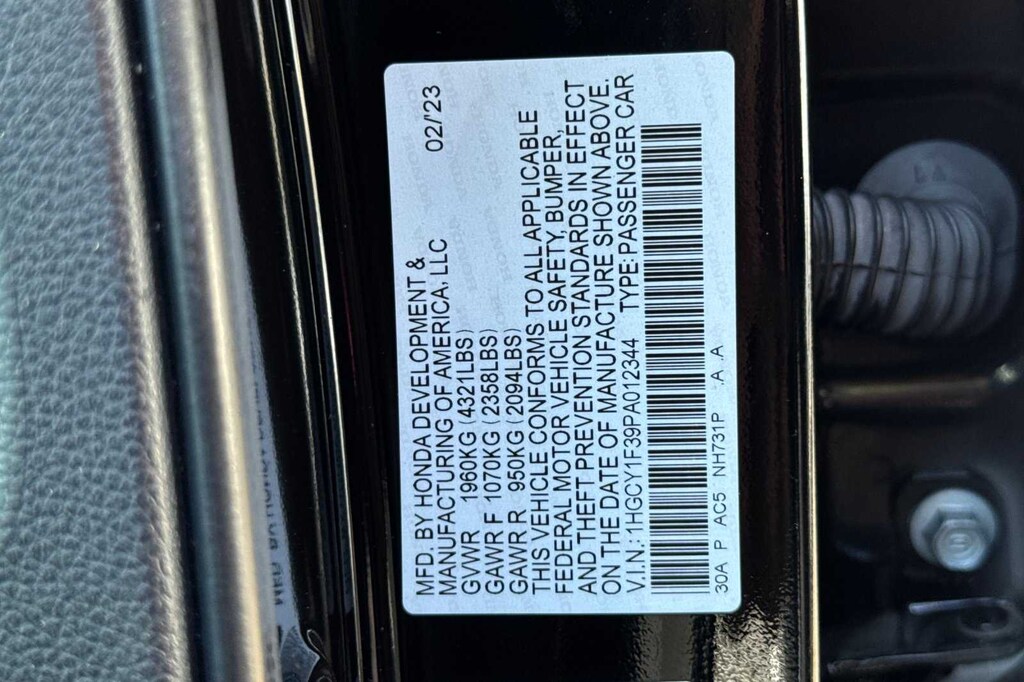 MFD. BY HONDA DEVELOPMENT & 02/'23
MANUFACTURING OF AMERICA, LLC
GVWR 1960KG (4321LBS)
GAWR F 1070KG (2358LBS)
GAWR R 950KG (2094LBS)
THIS VEHICLE CONFORMS TO ALL APPLICABLE
FEDERAL MOTOR VEHICLE SAFETY, BUMPER,
AND THEFT PREVENTION STANDARDS IN EFFECT
ON THE DATE OF MANUFACTURE SHOWN ABOVE.
V.I.N.: 1HGCY1F39PA012344 TYPE: PASSENGER CAR
30A P AC5 NH731P .A .A